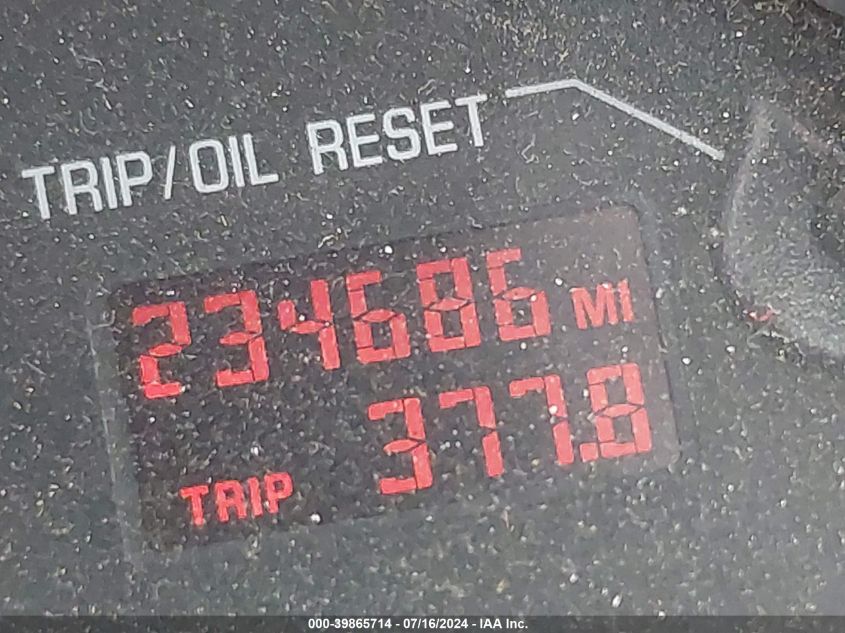 TRIP/OIL RESET
234686 MI
TRIP 377.8
000-39865714 - 07/16/2024 - IAA Inc.